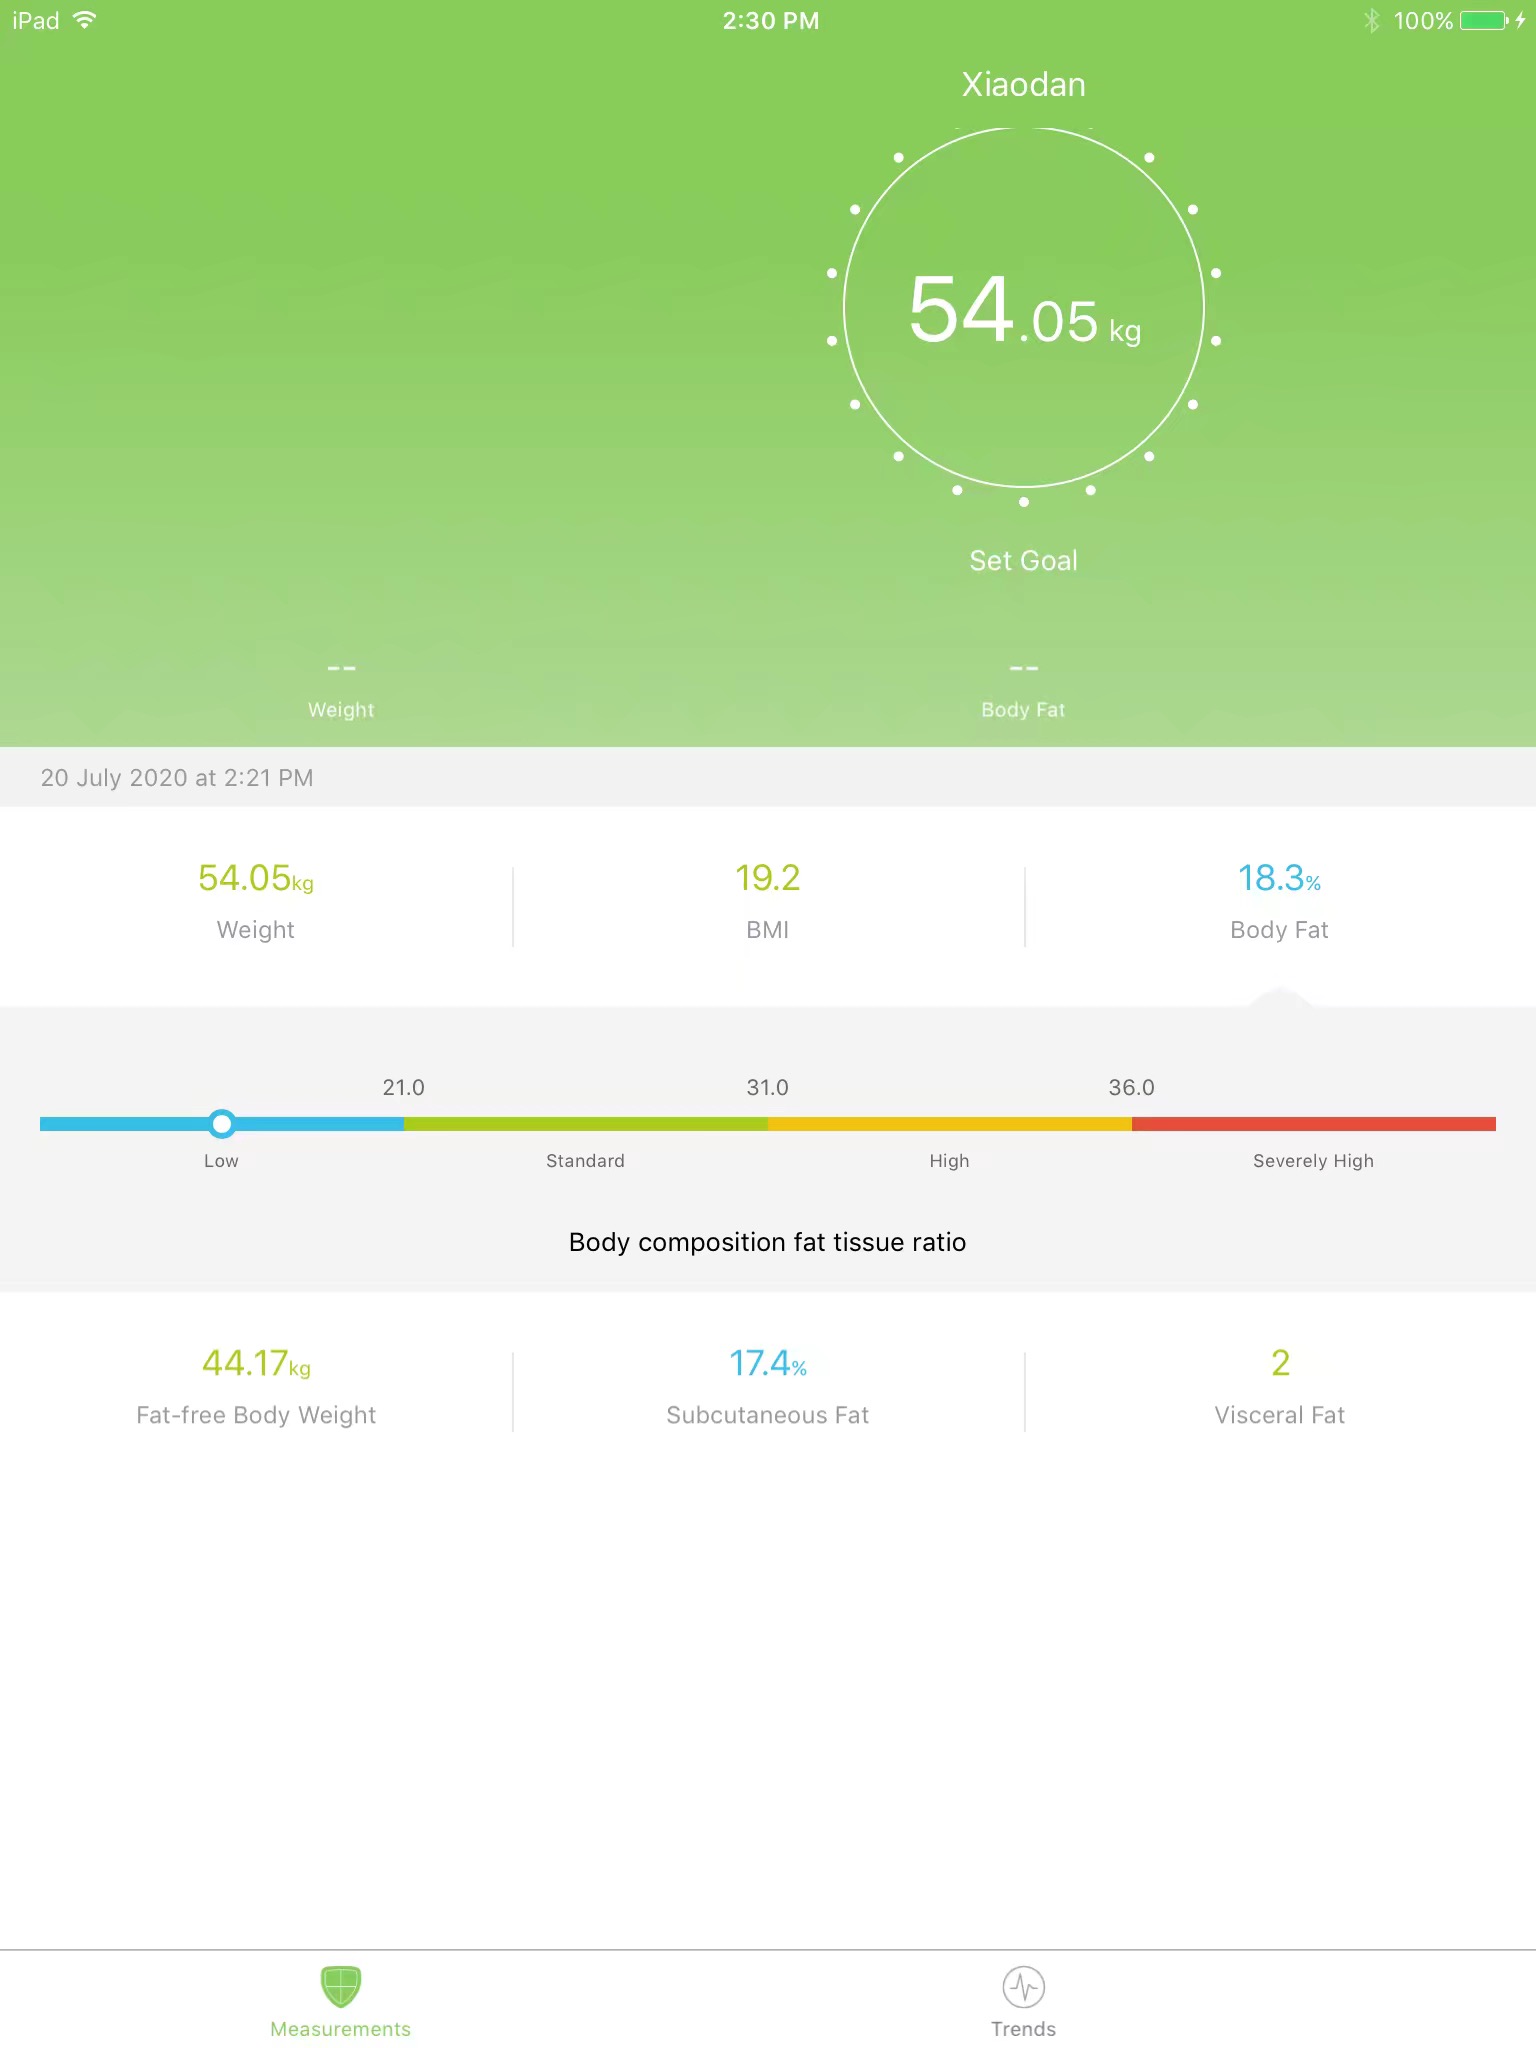 iPad 2:30 PM 100%
Xiaodan
54.05 kg
Set Goal
-- --
Weight Body Fat
20 July 2020 at 2:21 PM
54.05kg 19.2 18.3%
Weight BMI Body Fat
21.0 31.0 36.0
Low Standard High Severely High
Body composition fat tissue ratio
44.17kg 17.4% 2
Fat-free Body Weight Subcutaneous Fat Visceral Fat
Measurements Trends